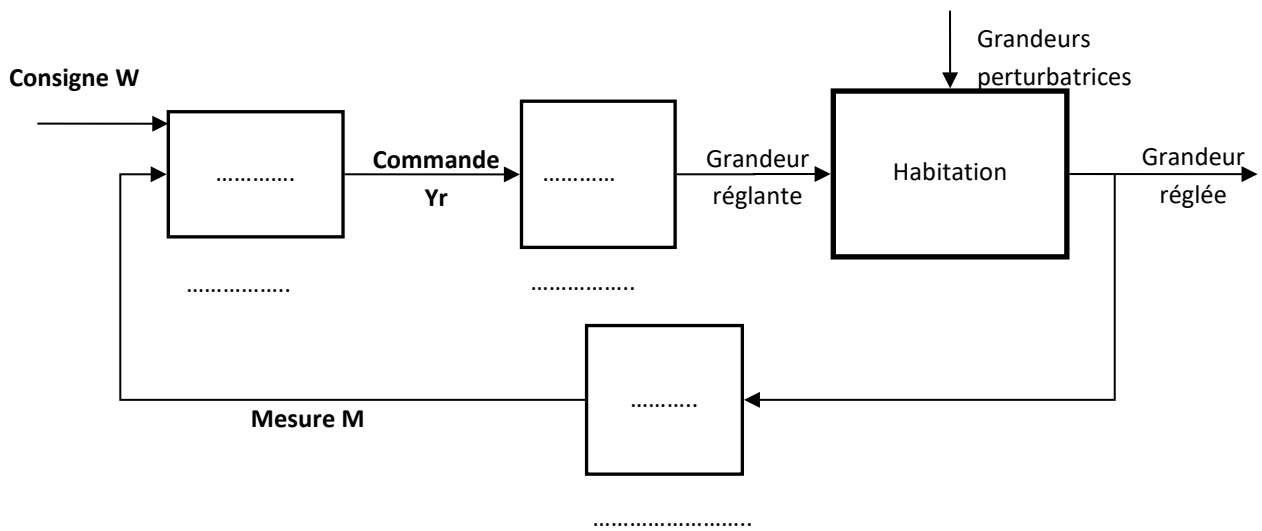 Grandeurs
perturbatrices
Consigne W
………….
Commande
Yr
…………
Grandeur
réglante
Habitation
Grandeur
réglée
……………..
……………..
………..
Mesure M
……………………..